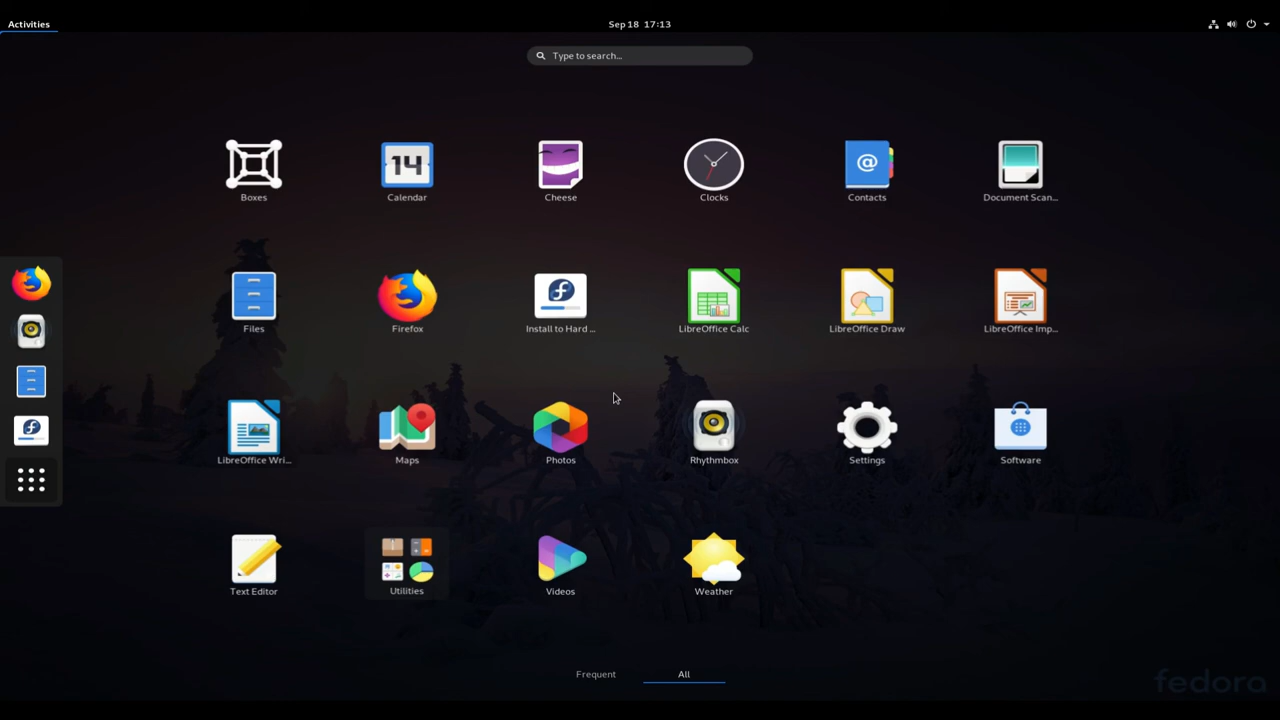 Activities
Sep 18 17:13
Type to search...
14
Boxes
Calendar
Cheese
Clocks
@
Contacts
Document Scan...
Files
Firefox
Install to Hard ...
LibreOffice Calc
LibreOffice Draw
LibreOffice Imp...
LibreOffice Wri...
Maps
Photos
Rhythmbox
Settings
Software
Text Editor
Utilities
Videos
Weather
Frequent
All
fedora